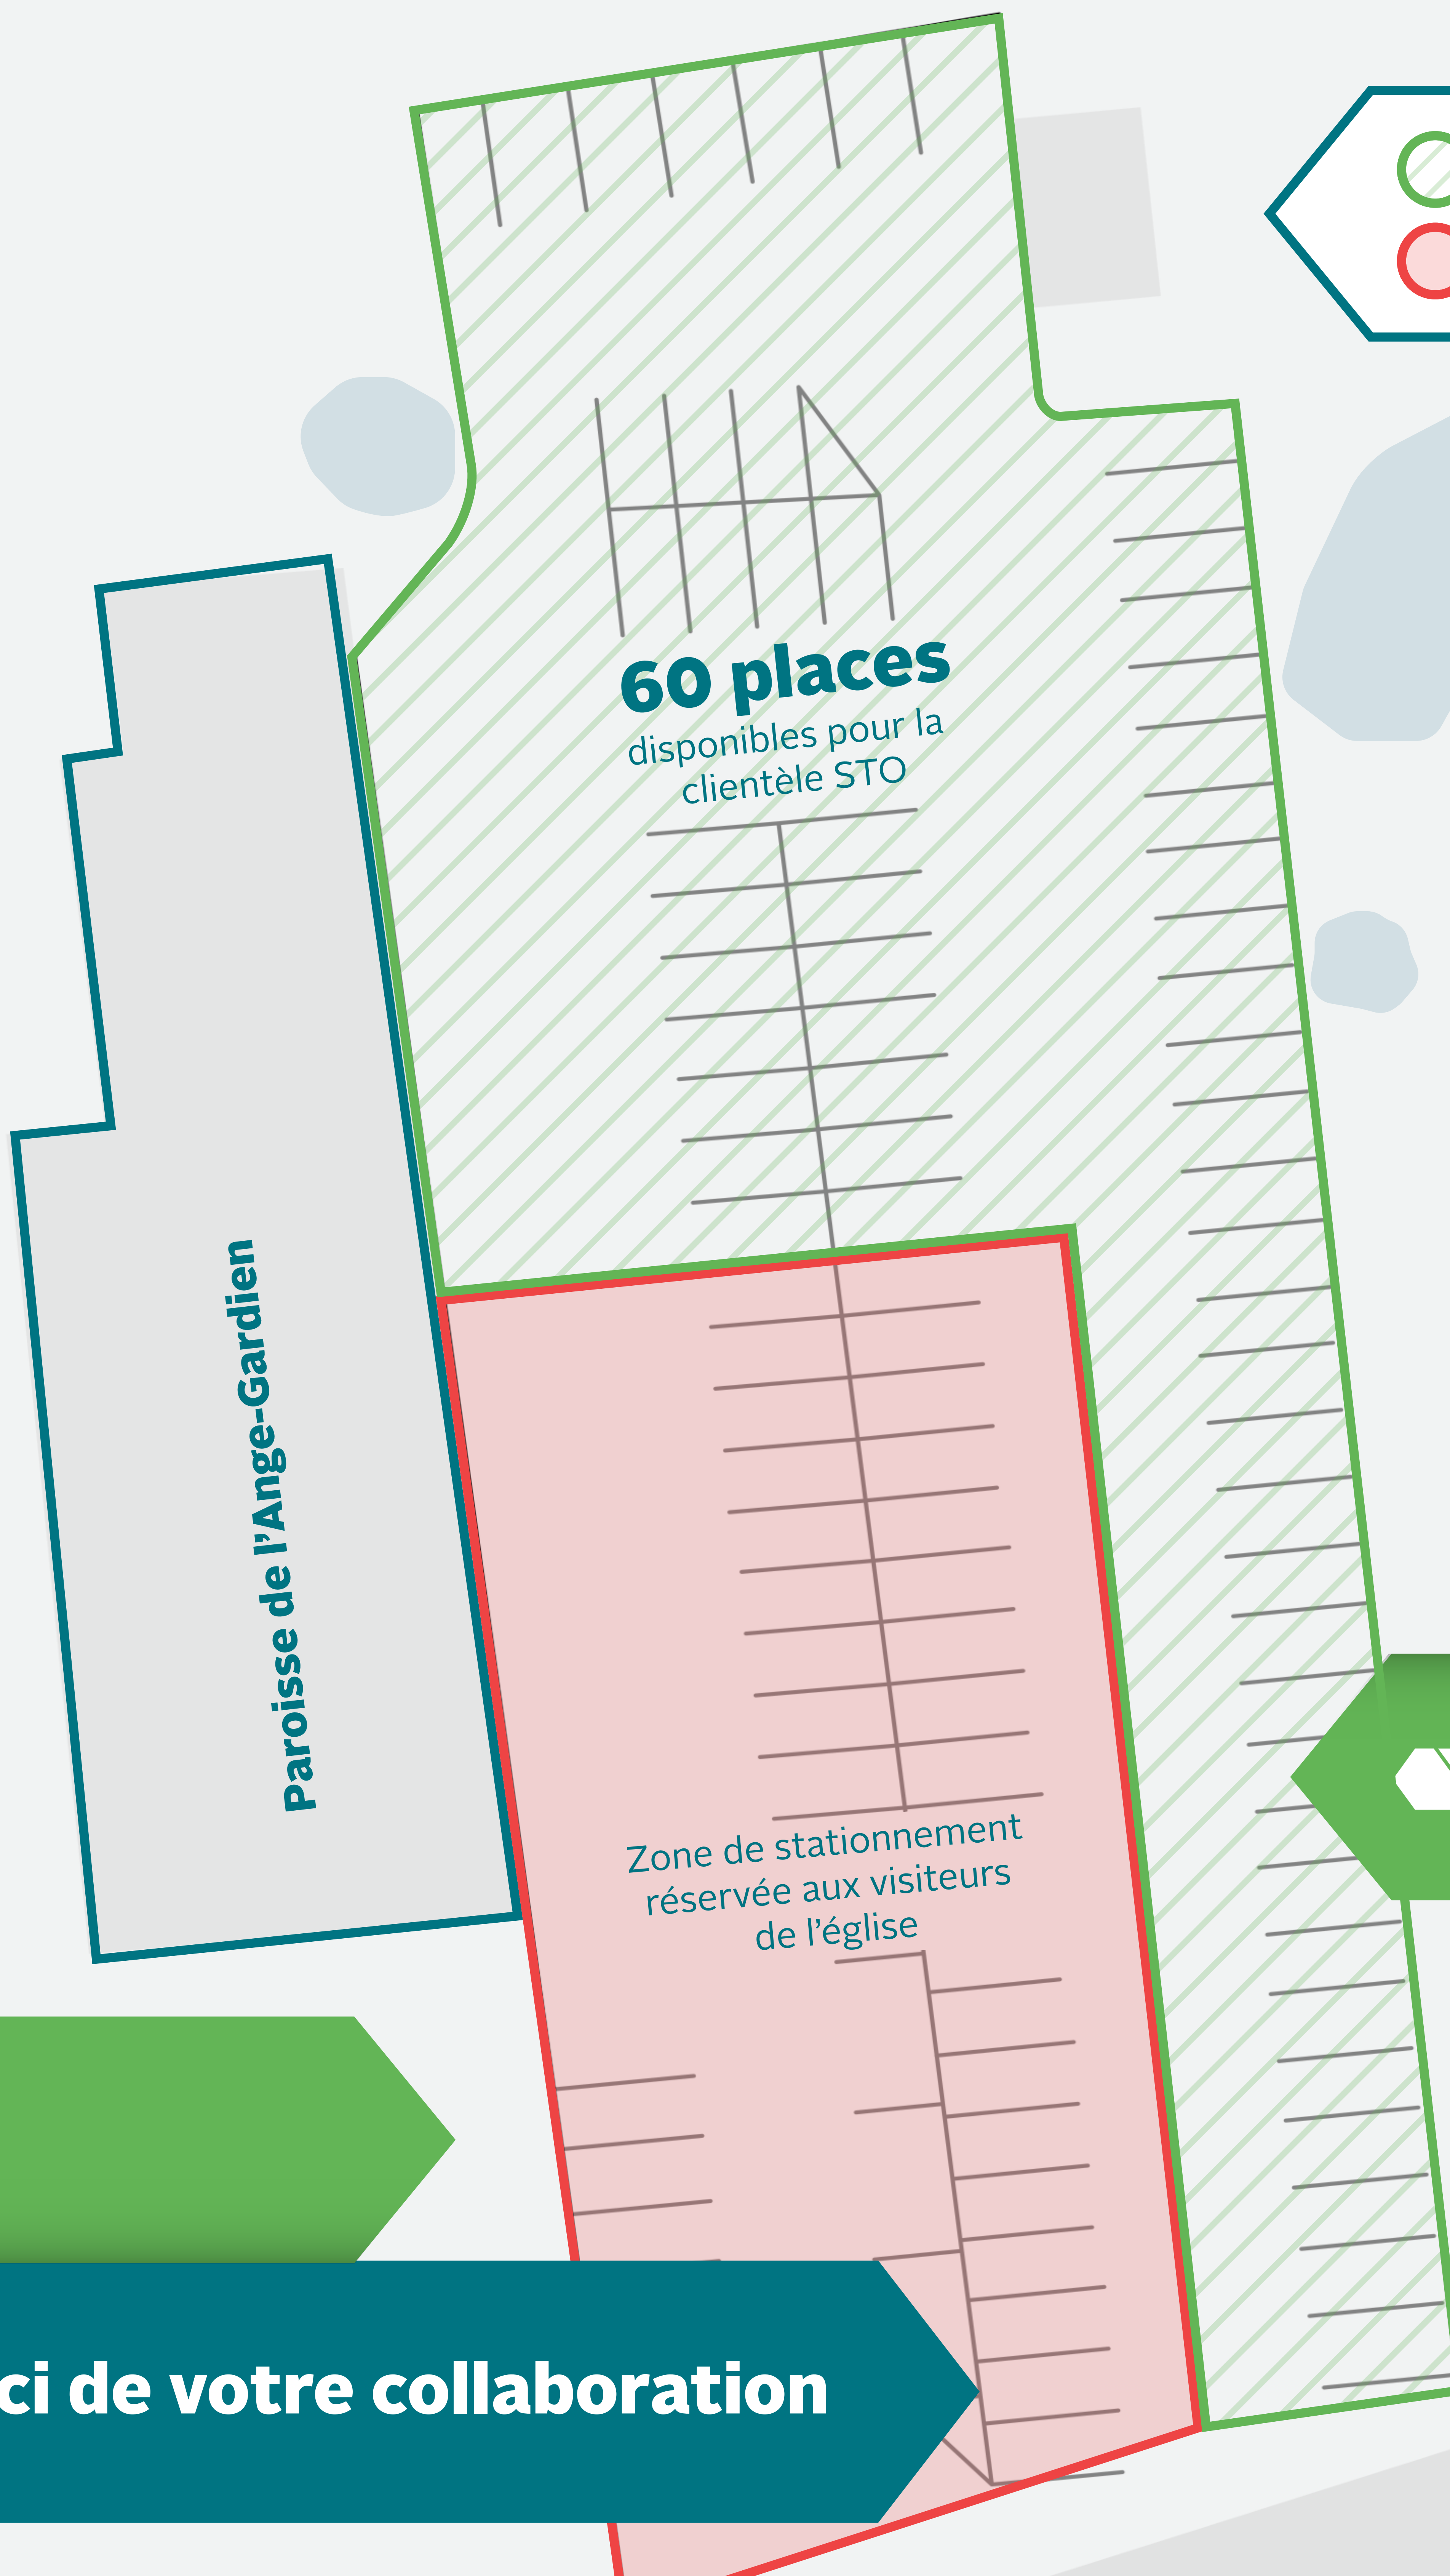 60 places
disponibles pour la
clientèle STO
Paroisse de l'Ange-Gardien
Zone de stationnement
réservée aux visiteurs
de l'église
de votre collaboration